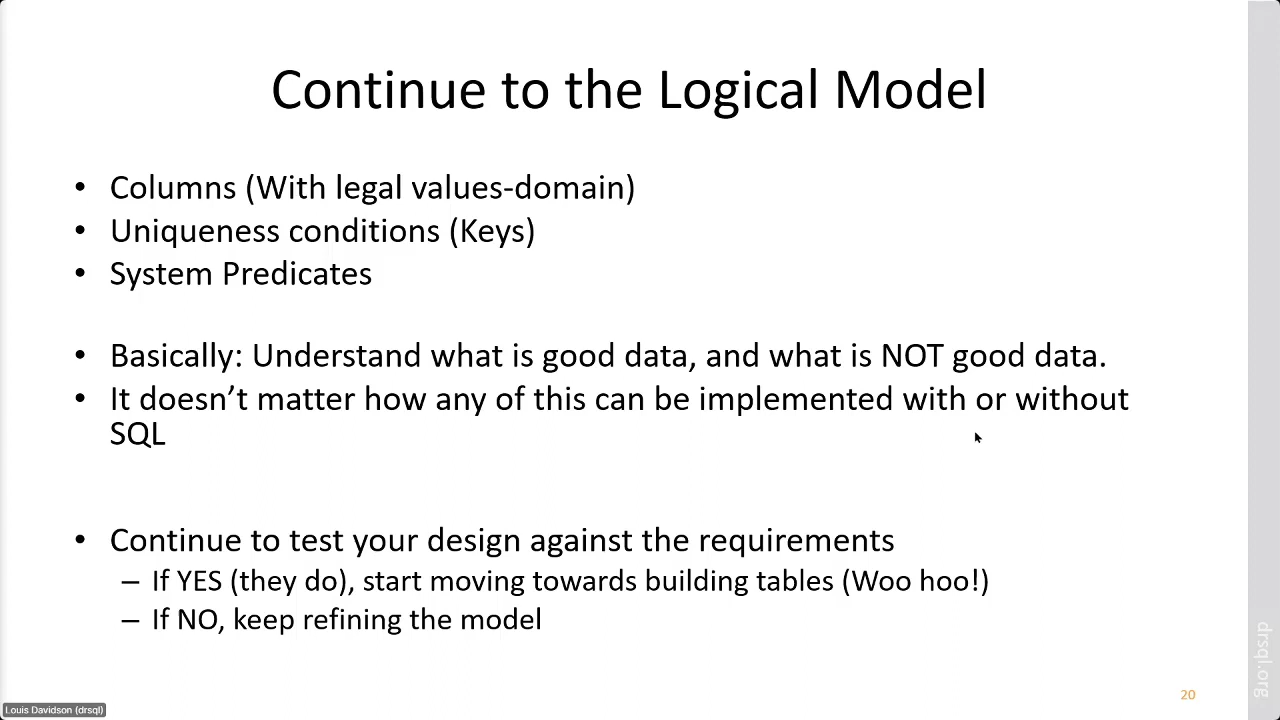 Continue to the Logical Model
• Columns (With legal values-domain)
• Uniqueness conditions (Keys)
• System Predicates
• Basically: Understand what is good data, and what is NOT good data.
• It doesn’t matter how any of this can be implemented with or without
SQL
• Continue to test your design against the requirements
– If YES (they do), start moving towards building tables (Woo hoo!)
– If NO, keep refining the model
drsql.org
20
Louis Davidson (drsql)